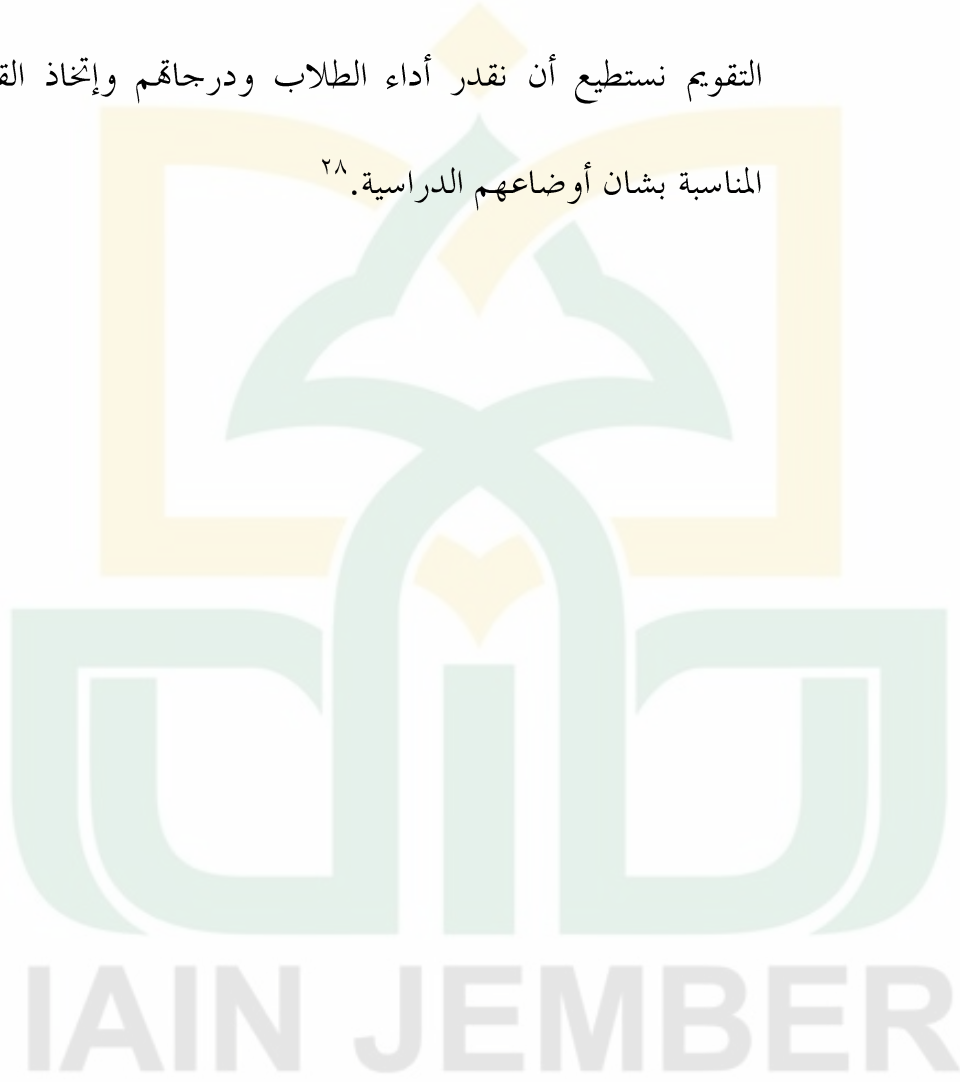 التقويم نستطيع أن نقدر أداء الطلاب ودرجاتهم وإتخاذ
المناسبة بشان أوضاعهم الدراسية.٢٨
IAIN JEMBER